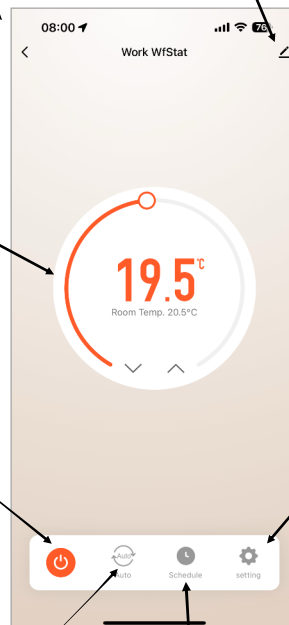 08:00
76
Work WfStat
19.5°C
Room Temp. 20.5°C
Auto
Auto
Schedule
setting